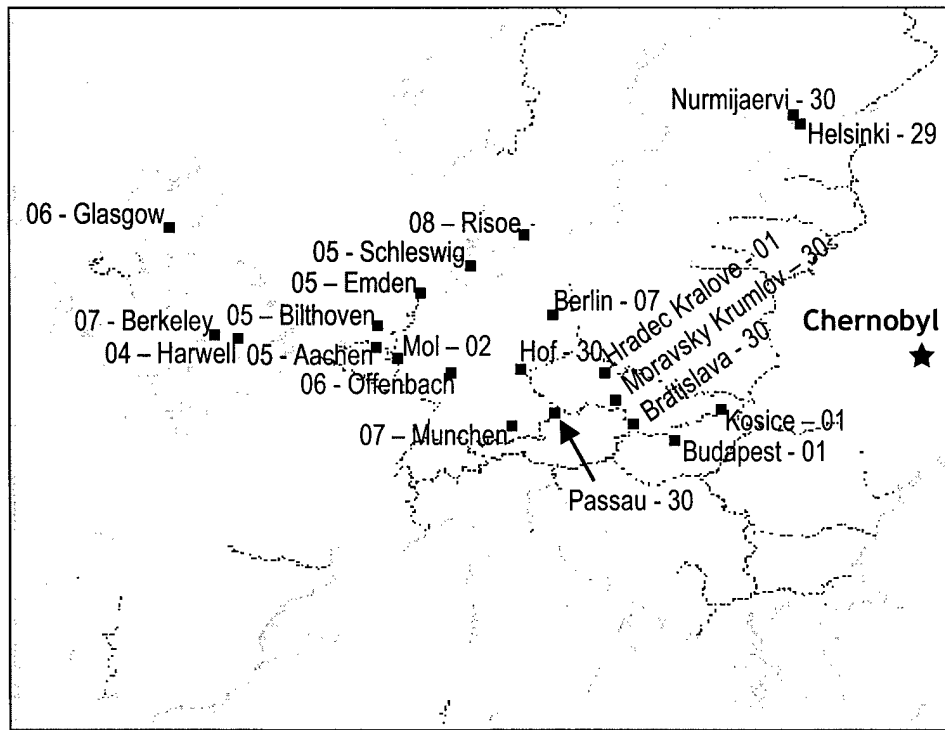 Nurmijaervi - 30
Helsinki - 29
06 - Glasgow
08 – Risoe
05 - Schleswig
05 – Emden
Berlin - 07
07 - Berkeley
05 – Bilthoven
04 – Harwell
05 - Aachen
Mol – 02
06 - Offenbach
Hof - 30
Hradec Kralove - 01
Moravsky Krumlov – 30
Bratislava - 30
Chernobyl
07 – Munchen
Kosice – 01
Budapest - 01
Passau - 30